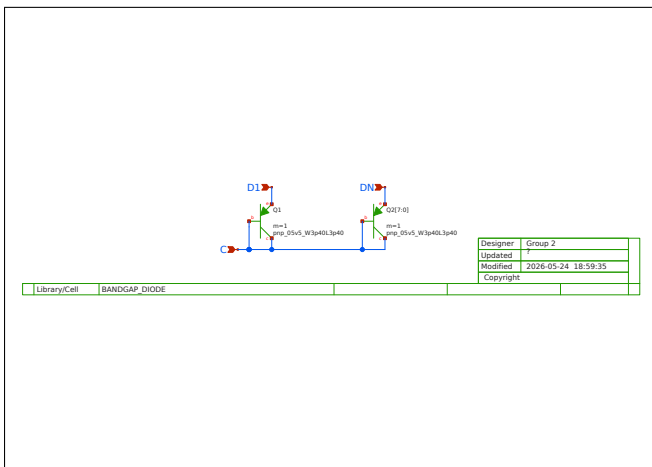 D1 DN
Q1 Q2[7:0]
m=1 m=1
pnp_05v5_W3p40L3p40 pnp_05v5_W3p40L3p40
C
Designer Group 2
Updated ?
Modified 2026-05-24 18:59:35
Copyright
Library/Cell BANDGAP_DIODE